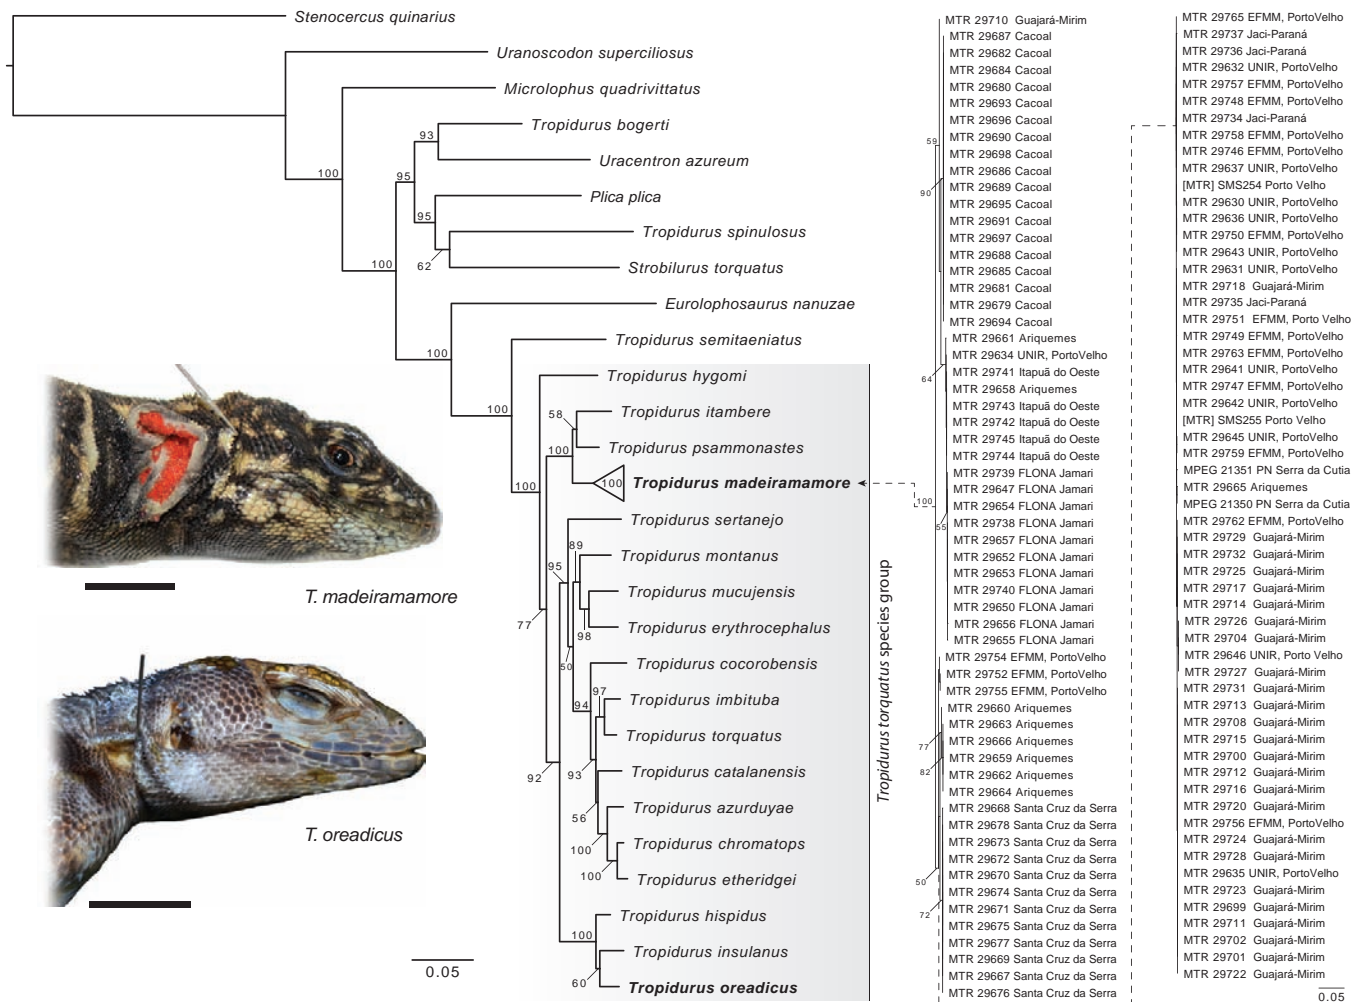 Stenocercus quinarius
Uranoscodon superciliosus
Microlophus quadrivittatus
93
Tropidurus bogerti
Uracentron azureum
95
100
Plica plica
95
Tropidurus spinulosus
62
Strobilurus torquatus
100
Eurolophosaurus nanuzae
100
Tropidurus semitaeniatus
Tropidurus hygomi
100
58
Tropidurus itambere
Tropidurus psammonastes
100
100
Tropidurus madeiramamore
100
Tropidurus sertanejo
89
Tropidurus montanus
95
Tropidurus mucujensis
77
98
Tropidurus erythrocephalus
50
Tropidurus cocorobensis
97
Tropidurus imbituba
94
Tropidurus torquatus
93
92
Tropidurus catalanensis
56
Tropidurus azurduyae
100
Tropidurus chromatops
100
Tropidurus etheridgei
Tropidurus hispidus
100
Tropidurus insulanus
60
Tropidurus oreadicus
0.05
T. madeiramamore
T. oreadicus
Tropidurus torquatus species group
59
90
64
100
55
77
82
50
72
MTR 29710 Guajará-Mirim
MTR 29687 Cacoal
MTR 29682 Cacoal
MTR 29684 Cacoal
MTR 29680 Cacoal
MTR 29693 Cacoal
MTR 29696 Cacoal
MTR 29690 Cacoal
MTR 29698 Cacoal
MTR 29686 Cacoal
MTR 29689 Cacoal
MTR 29695 Cacoal
MTR 29691 Cacoal
MTR 29697 Cacoal
MTR 29688 Cacoal
MTR 29685 Cacoal
MTR 29681 Cacoal
MTR 29679 Cacoal
MTR 29694 Cacoal
MTR 29661 Ariquemes
MTR 29634 UNIR, PortoVelho
MTR 29741 Itapuã do Oeste
MTR 29658 Ariquemes
MTR 29743 Itapuã do Oeste
MTR 29742 Itapuã do Oeste
MTR 29745 Itapuã do Oeste
MTR 29744 Itapuã do Oeste
MTR 29739 FLONA Jamari
MTR 29647 FLONA Jamari
MTR 29654 FLONA Jamari
MTR 29738 FLONA Jamari
MTR 29657 FLONA Jamari
MTR 29652 FLONA Jamari
MTR 29653 FLONA Jamari
MTR 29740 FLONA Jamari
MTR 29650 FLONA Jamari
MTR 29656 FLONA Jamari
MTR 29655 FLONA Jamari
MTR 29754 EFMM, PortoVelho
MTR 29752 EFMM, PortoVelho
MTR 29755 EFMM, PortoVelho
MTR 29660 Ariquemes
MTR 29663 Ariquemes
MTR 29666 Ariquemes
MTR 29659 Ariquemes
MTR 29662 Ariquemes
MTR 29664 Ariquemes
MTR 29668 Santa Cruz da Serra
MTR 29678 Santa Cruz da Serra
MTR 29673 Santa Cruz da Serra
MTR 29672 Santa Cruz da Serra
MTR 29670 Santa Cruz da Serra
MTR 29674 Santa Cruz da Serra
MTR 29671 Santa Cruz da Serra
MTR 29675 Santa Cruz da Serra
MTR 29677 Santa Cruz da Serra
MTR 29669 Santa Cruz da Serra
MTR 29667 Santa Cruz da Serra
MTR 29676 Santa Cruz da Serra
MTR 29765 EFMM, PortoVelho
MTR 29737 Jaci-Paraná
MTR 29736 Jaci-Paraná
MTR 29632 UNIR, PortoVelho
MTR 29757 EFMM, PortoVelho
MTR 29748 EFMM, PortoVelho
MTR 29734 Jaci-Paraná
MTR 29758 EFMM, PortoVelho
MTR 29746 EFMM, PortoVelho
MTR 29637 UNIR, PortoVelho
[MTR] SMS254 Porto Velho
MTR 29630 UNIR, PortoVelho
MTR 29636 UNIR, PortoVelho
MTR 29750 EFMM, PortoVelho
MTR 29643 UNIR, PortoVelho
MTR 29631 UNIR, PortoVelho
MTR 29718 Guajará-Mirim
MTR 29735 Jaci-Paraná
MTR 29751 EFMM, Porto Velho
MTR 29749 EFMM, PortoVelho
MTR 29763 EFMM, PortoVelho
MTR 29641 UNIR, PortoVelho
MTR 29747 EFMM, PortoVelho
MTR 29642 UNIR, PortoVelho
[MTR] SMS255 Porto Velho
MTR 29645 UNIR, PortoVelho
MTR 29759 EFMM, PortoVelho
MPEG 21351 PN Serra da Cutia
MTR 29665 Ariquemes
MPEG 21350 PN Serra da Cutia
MTR 29762 EFMM, PortoVelho
MTR 29729 Guajará-Mirim
MTR 29732 Guajará-Mirim
MTR 29725 Guajará-Mirim
MTR 29717 Guajará-Mirim
MTR 29714 Guajará-Mirim
MTR 29726 Guajará-Mirim
MTR 29704 Guajará-Mirim
MTR 29646 UNIR, Porto Velho
MTR 29727 Guajará-Mirim
MTR 29731 Guajará-Mirim
MTR 29713 Guajará-Mirim
MTR 29708 Guajará-Mirim
MTR 29715 Guajará-Mirim
MTR 29700 Guajará-Mirim
MTR 29712 Guajará-Mirim
MTR 29716 Guajará-Mirim
MTR 29720 Guajará-Mirim
MTR 29756 EFMM, PortoVelho
MTR 29724 Guajará-Mirim
MTR 29728 Guajará-Mirim
MTR 29635 UNIR, PortoVelho
MTR 29723 Guajará-Mirim
MTR 29699 Guajará-Mirim
MTR 29711 Guajará-Mirim
MTR 29702 Guajará-Mirim
MTR 29701 Guajará-Mirim
MTR 29722 Guajará-Mirim
0.05